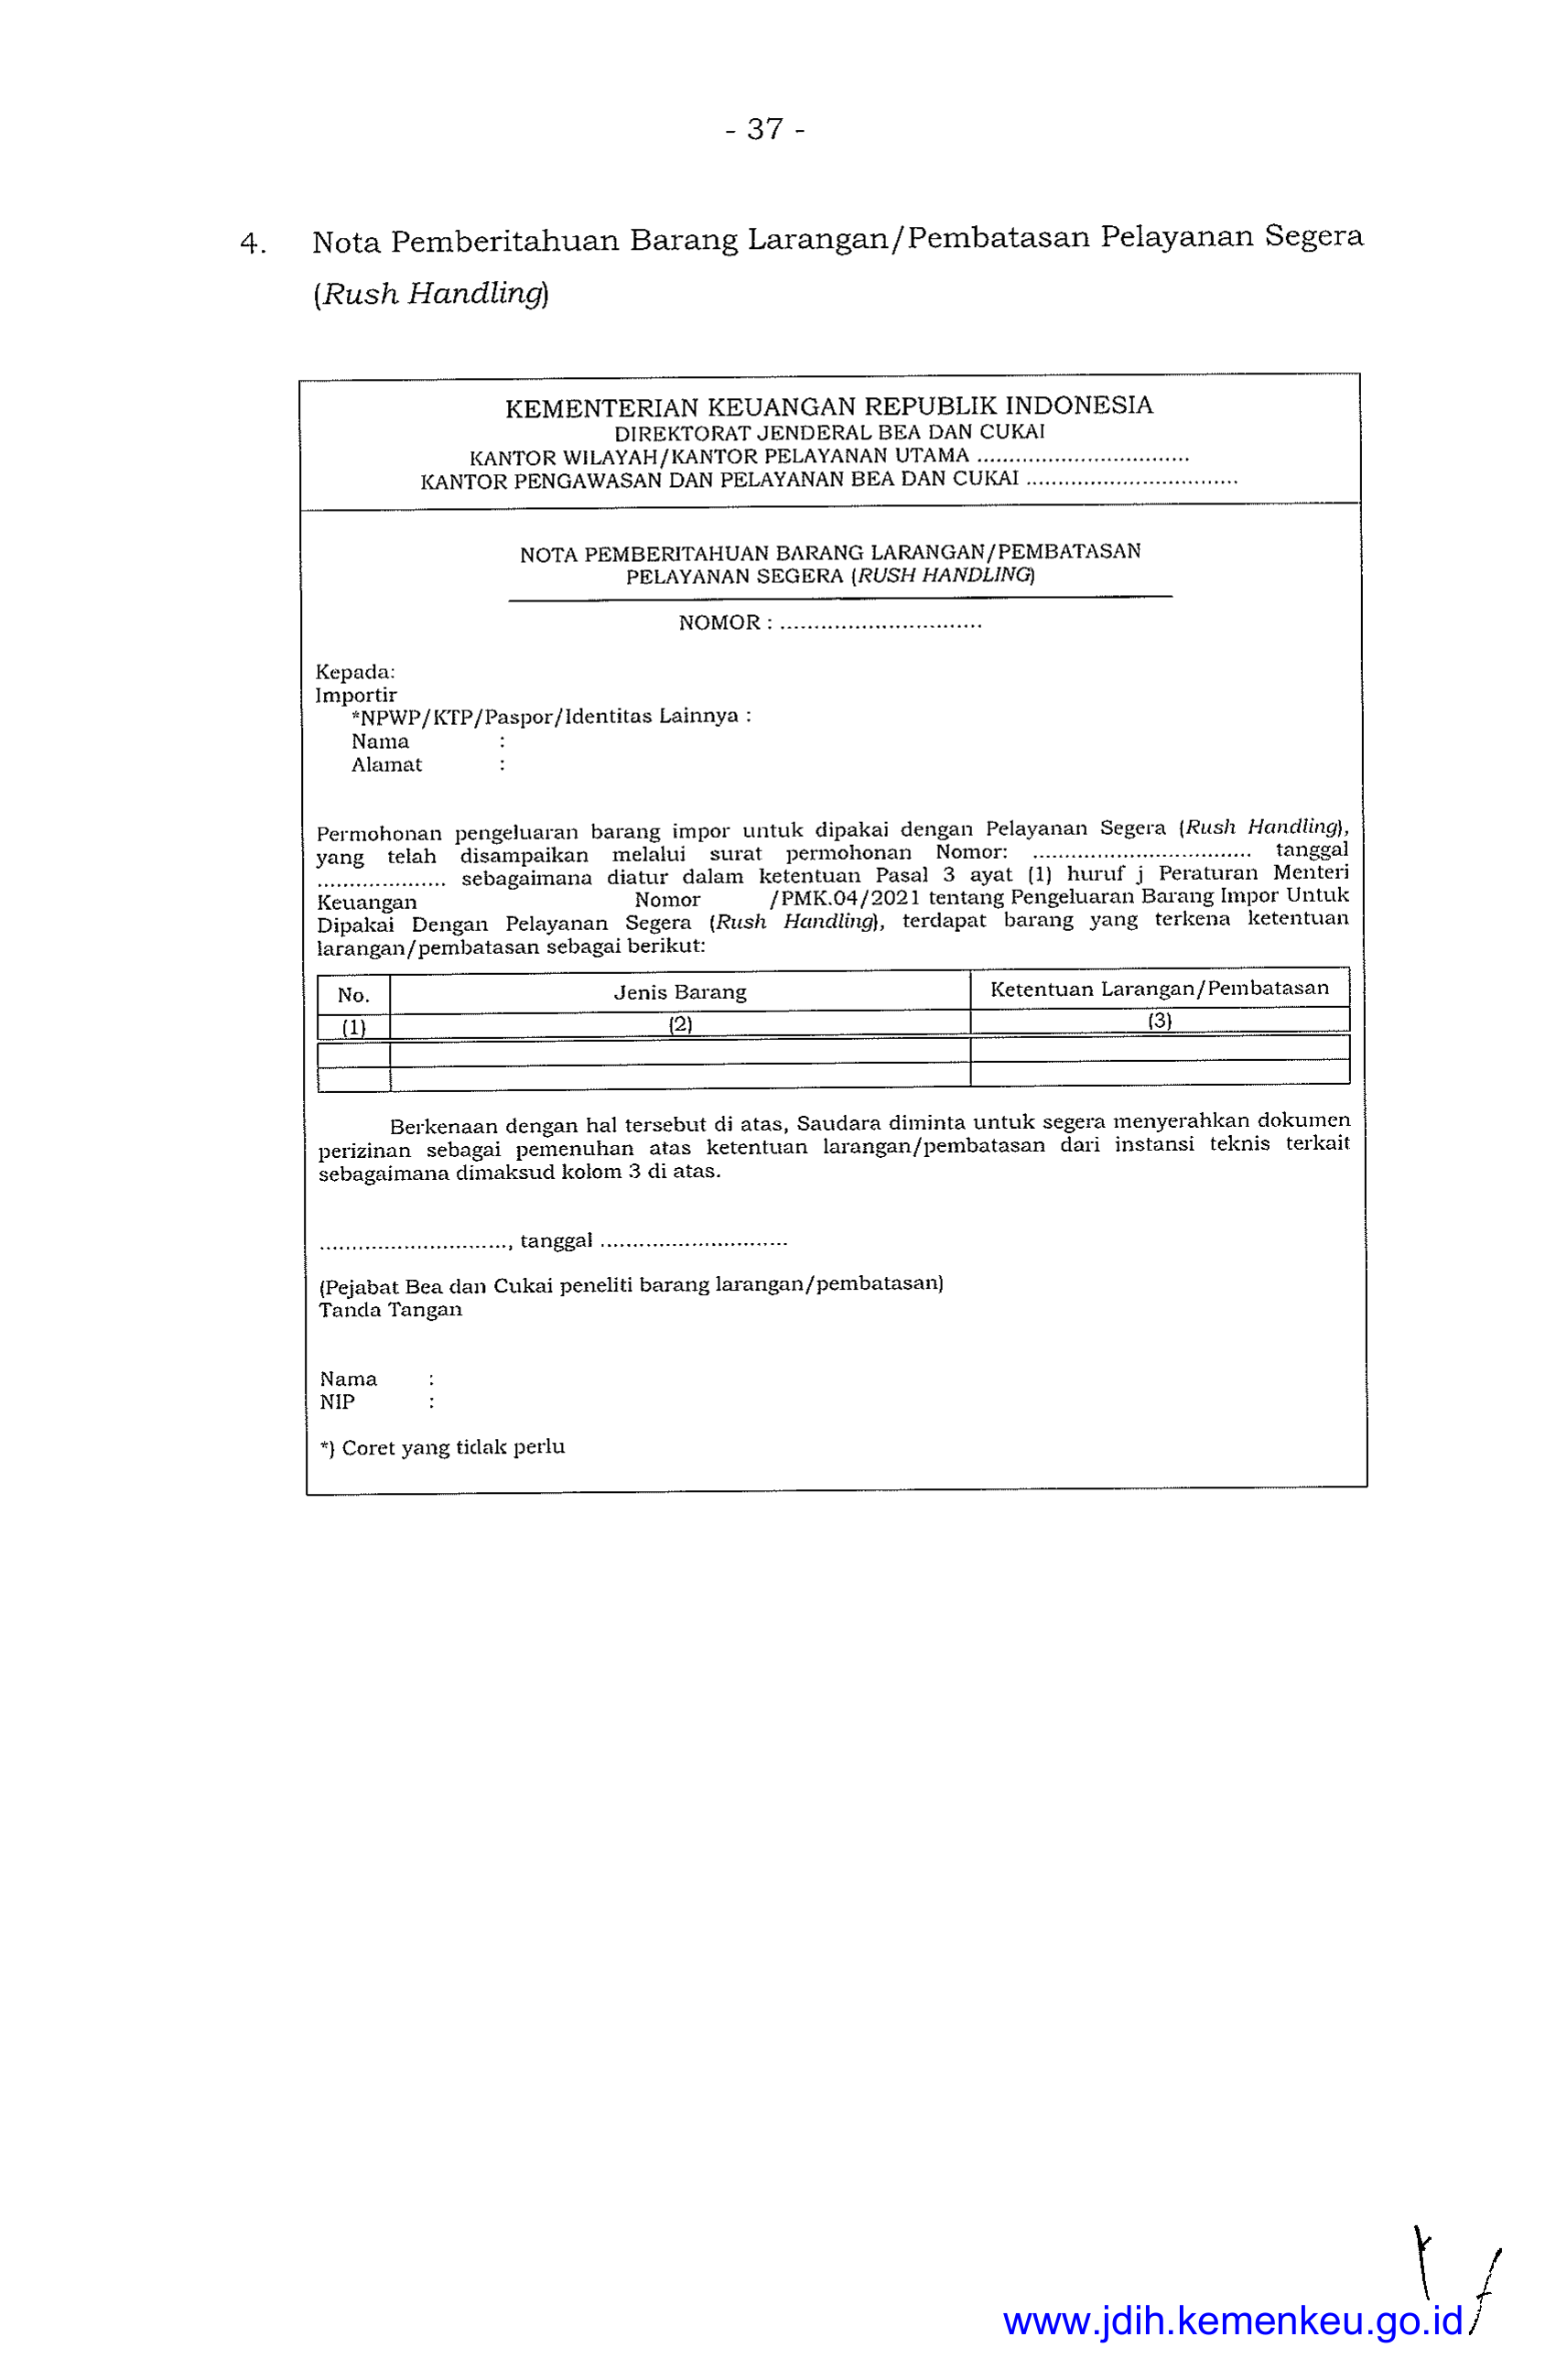 - 37 -
4. Nota Pemberitahuan Barang Larangan/Pembatasan Pelayanan Segera
(Rush Handling)
KEMENTERIAN KEUANGAN REPUBLIK INDONESIA
DIREKTORAT JENDERAL BEA DAN CUKAI
KANTOR WILAYAH/KANTOR PELAYANAN UTAMA .................................
KANTOR PENGAWASAN DAN PELAYANAN BEA DAN CUKAI .................................
NOTA PEMBERITAHUAN BARANG LARANGAN/PEMBATASAN
PELAYANAN SEGERA (RUSH HANDLING)
NOMOR : ..............................
Kepada:
Importir
*NPWP/KTP/Paspor/Identitas Lainnya :
Nama :
Alamat :
Permohonan pengeluaran barang impor untuk dipakai dengan Pelayanan Segera (Rush Handling),
yang telah disampaikan melalui surat permohonan Nomor: ................................. tanggal
.................... sebagaimana diatur dalam ketentuan Pasal 3 ayat (1) huruf j Peraturan Menteri
Keuangan Nomor /PMK.04/2021 tentang Pengeluaran Barang Impor Untuk
Dipakai Dengan Pelayanan Segera (Rush Handling), terdapat barang yang terkena ketentuan
larangan/pembatasan sebagai berikut:
No. Jenis Barang Ketentuan Larangan/Pembatasan
(1) (2) (3)
Berkenaan dengan hal tersebut di atas, Saudara diminta untuk segera menyerahkan dokumen
perizinan sebagai pemenuhan atas ketentuan larangan/pembatasan dari instansi teknis terkait
sebagaimana dimaksud kolom 3 di atas.
............................., tanggal .............................
(Pejabat Bea dan Cukai peneliti barang larangan/pembatasan)
Tanda Tangan
Nama :
NIP :
*) Coret yang tidak perlu
www.jdih.kemenkeu.go.id